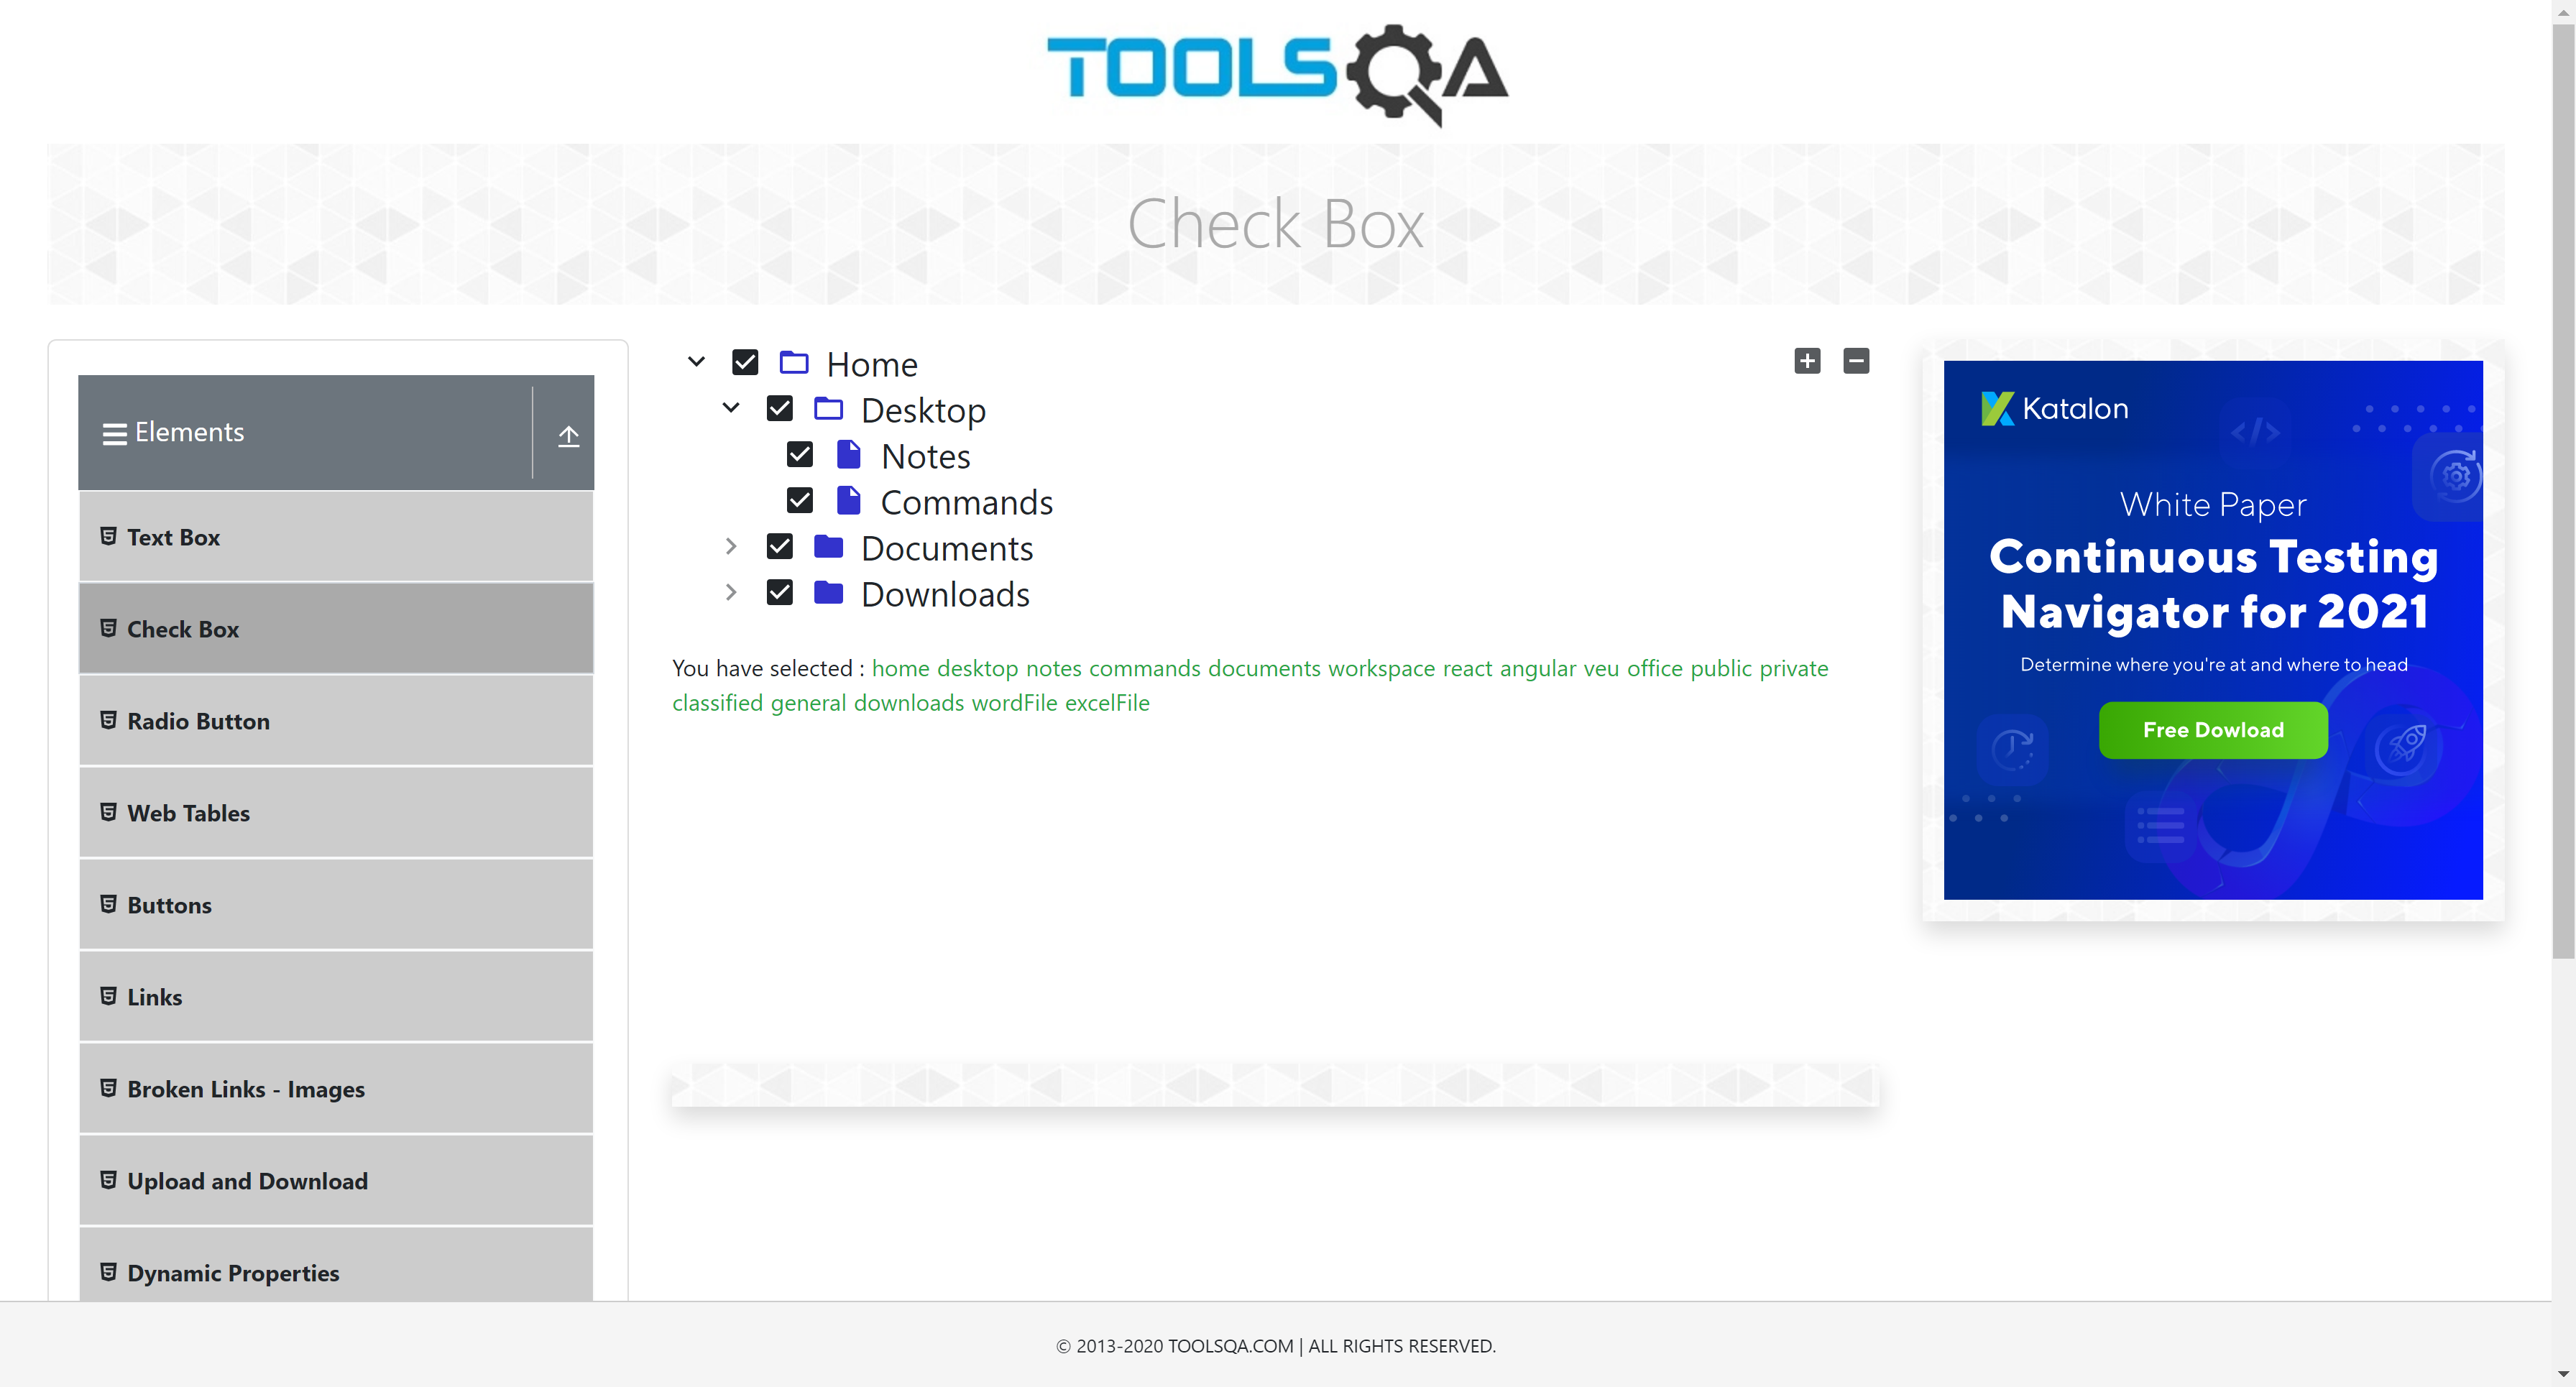 TOOLSQA
Check Box
Elements
Text Box
Check Box
Radio Button
Web Tables
Buttons
Links
Broken Links - Images
Upload and Download
Dynamic Properties
Home
Desktop
Notes
Commands
Documents
Downloads
You have selected : home desktop notes commands documents workspace react angular veu office public private
classified general downloads wordFile excelFile
Katalon
White Paper
Continuous Testing
Navigator for 2021
Determine where you're at and where to head
Free Dowload
© 2013-2020 TOOLSQA.COM | ALL RIGHTS RESERVED.